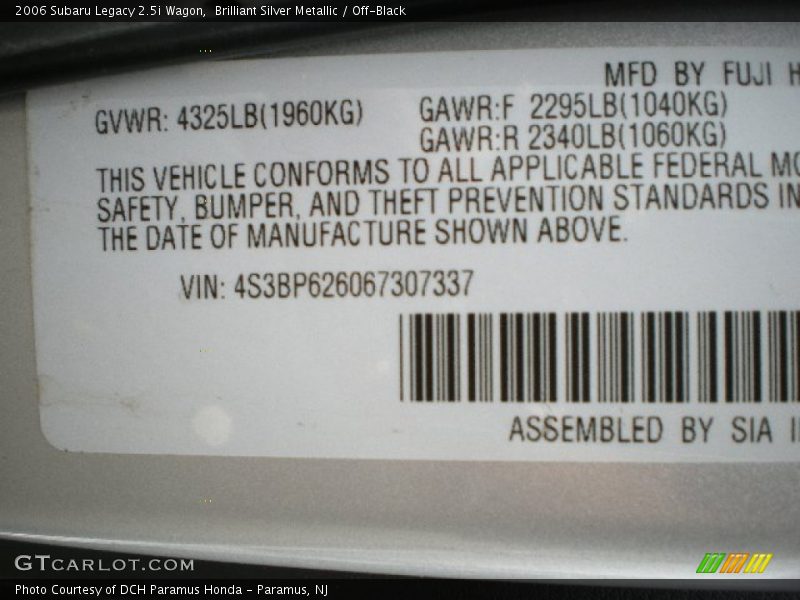 2006 Subaru Legacy 2.5i Wagon, Brilliant Silver Metallic / Off-Black
MFD BY FUJI H
GVWR: 4325LB(1960KG) GAWR:F 2295LB(1040KG)
GAWR:R 2340LB(1060KG)
THIS VEHICLE CONFORMS TO ALL APPLICABLE FEDERAL MO
SAFETY, BUMPER, AND THEFT PREVENTION STANDARDS IN
THE DATE OF MANUFACTURE SHOWN ABOVE.
VIN: 4S3BP626067307337
ASSEMBLED BY SIA I
GTCARLOT.COM
Photo Courtesy of DCH Paramus Honda - Paramus, NJ